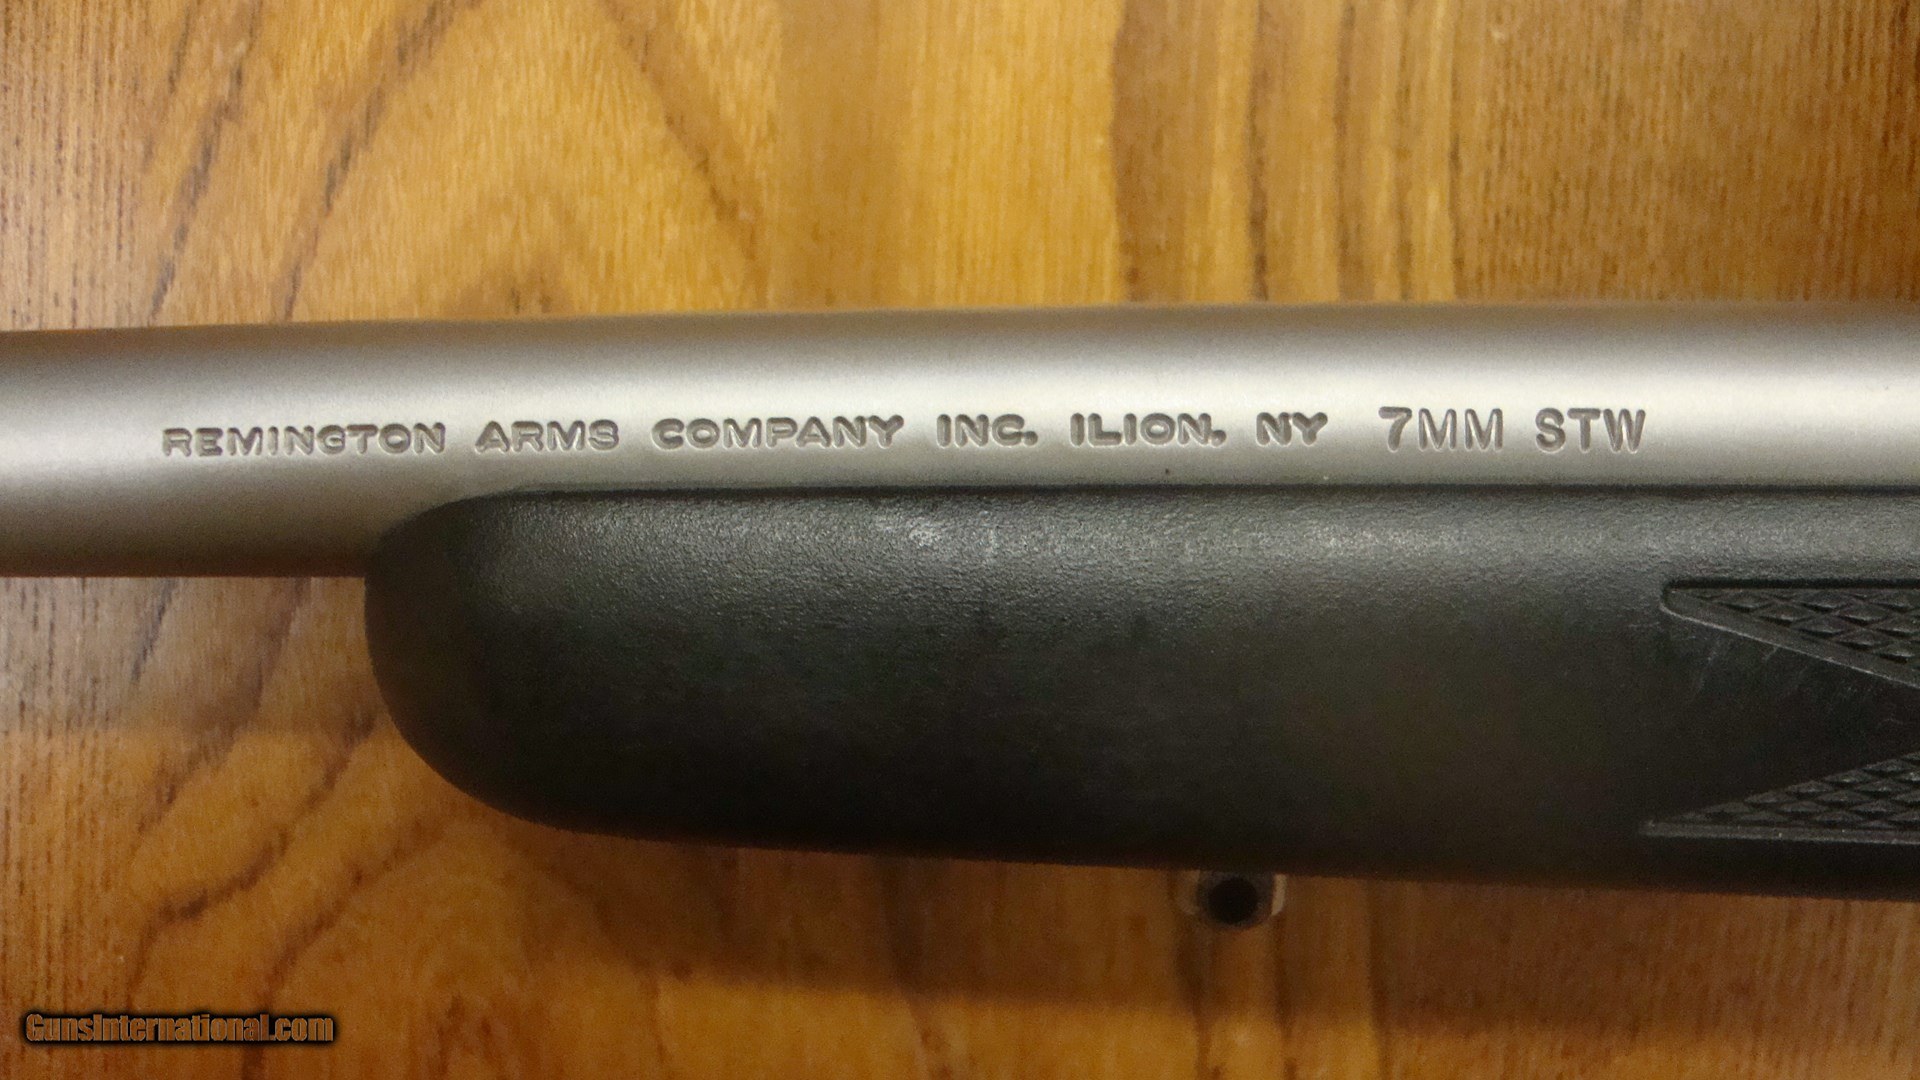 REMINGTON ARMS COMPANY INC. ILION, NY 7MM STW
GunsInternational.com